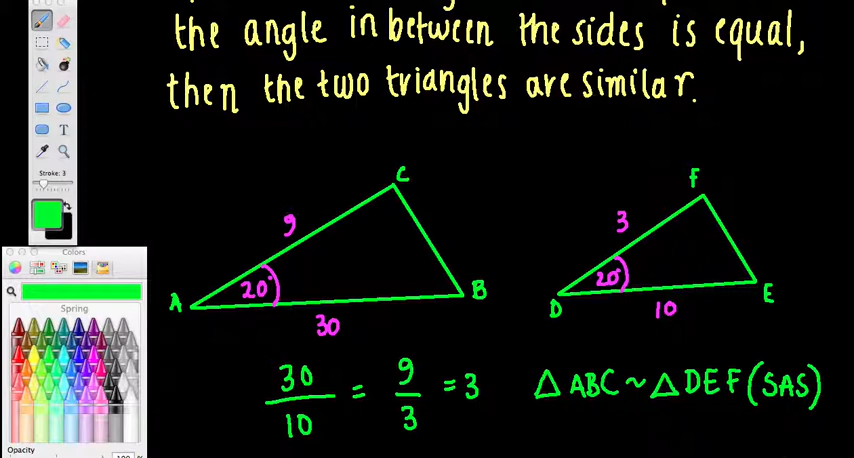 the angle in between the sides is equal,
then the two triangles are similar.
Stroke: 3
Colors
Spring
Opacity
C
9
20°
A
B
30
F
3
20°
D
E
10
30/10 = 9/3 = 3
△ ABC ~ △ DEF (SAS)